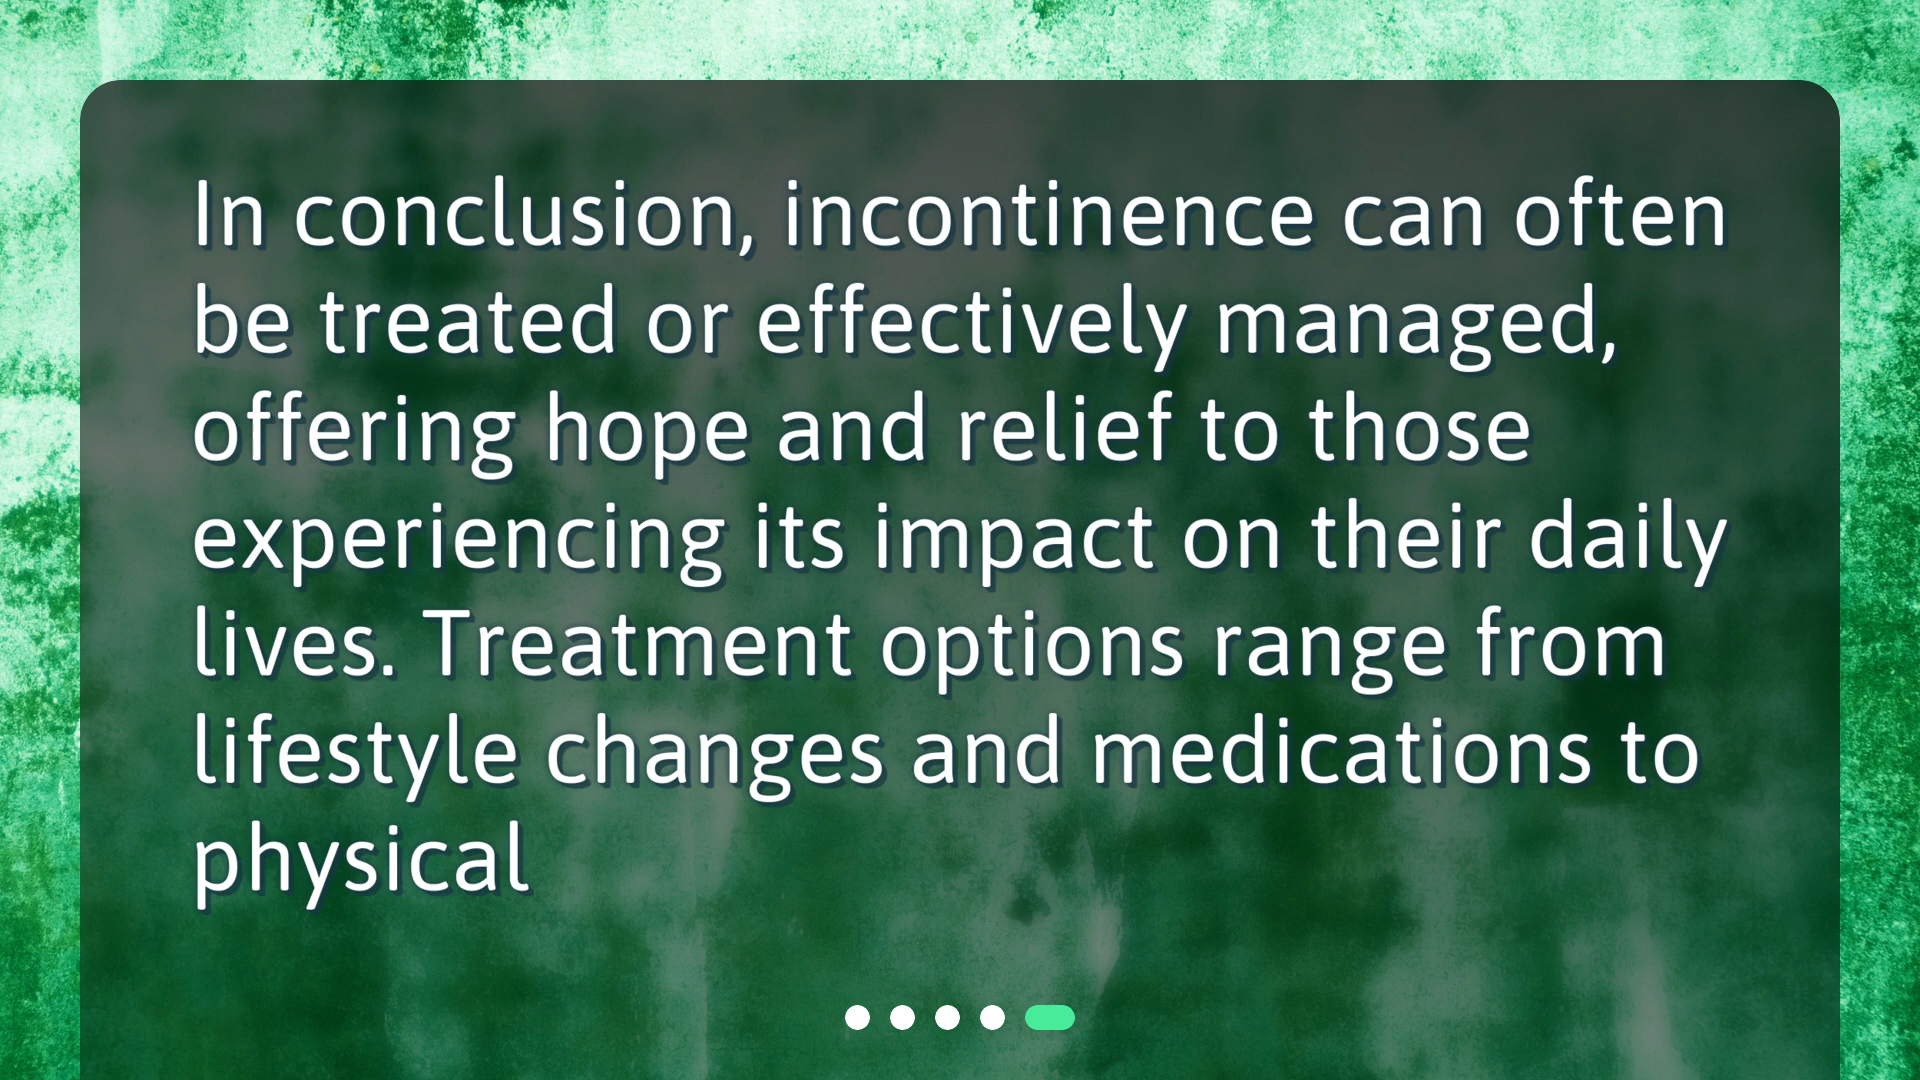 In conclusion, incontinence can often
be treated or effectively managed,
offering hope and relief to those
experiencing its impact on their daily
lives. Treatment options range from
lifestyle changes and medications to
physical